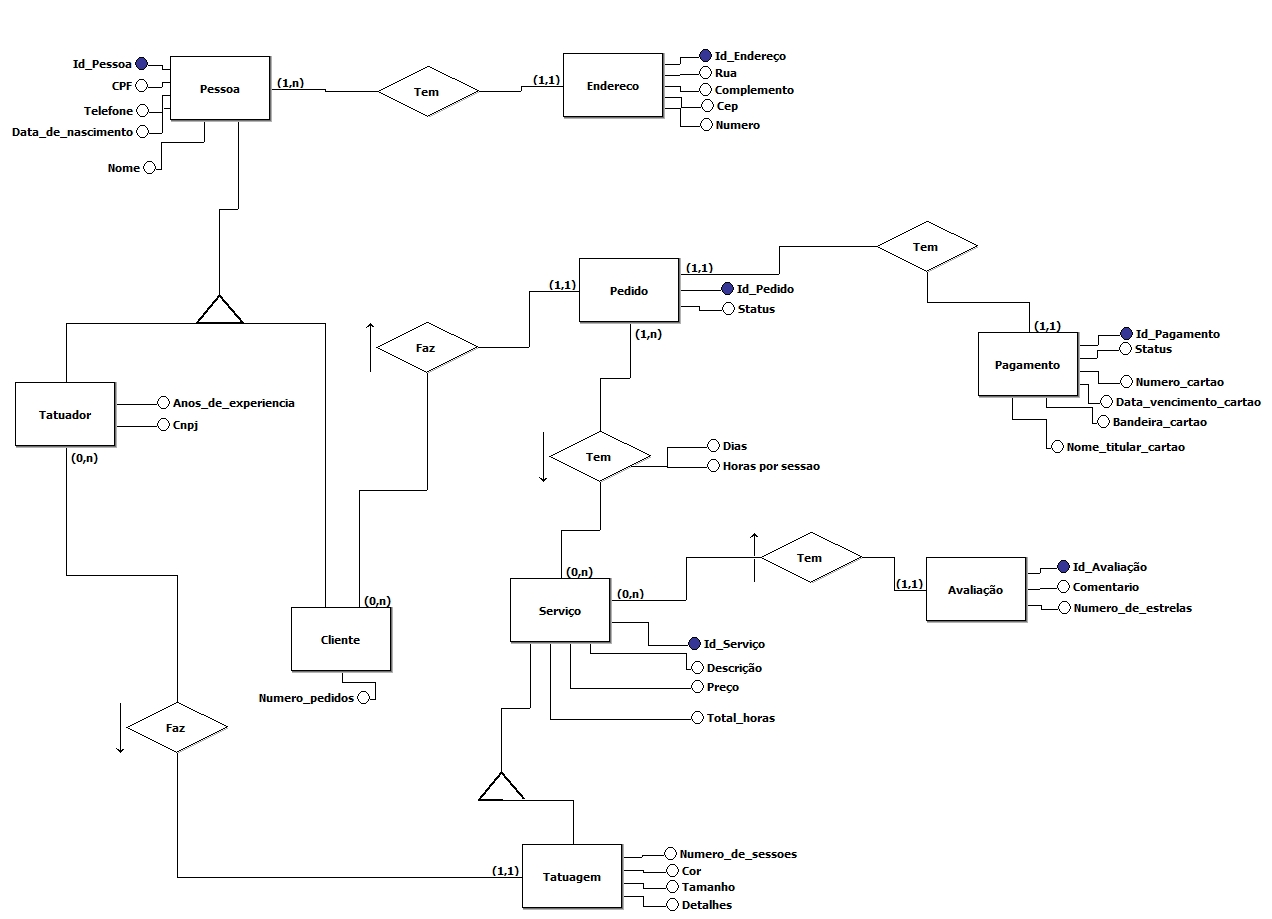 Id_Pessoa
CPF
Telefone
Data_de_nascimento
Nome
Pessoa
(1,n)
Tem
(1,1)
Endereco
Id_Endereço
Rua
Complemento
Cep
Numero
Tem
(1,1)
Pedido
(1,1)
Id_Pedido
Status
(1,n)
Faz
(1,1)
Pagamento
Id_Pagamento
Status
Numero_cartao
Data_vencimento_cartao
Bandeira_cartao
Nome_titular_cartao
Tatuador
Anos_de_experiencia
Cnpj
(0,n)
Tem
Dias
Horas por sessao
Tem
(1,1)
Avaliação
Id_Avaliação
Comentario
Numero_de_estrelas
(0,n)
(0,n)
Serviço
Id_Serviço
Descrição
Preço
Total_horas
(0,n)
Cliente
Numero_pedidos
Faz
(1,1)
Tatuagem
Numero_de_sessoes
Cor
Tamanho
Detalhes